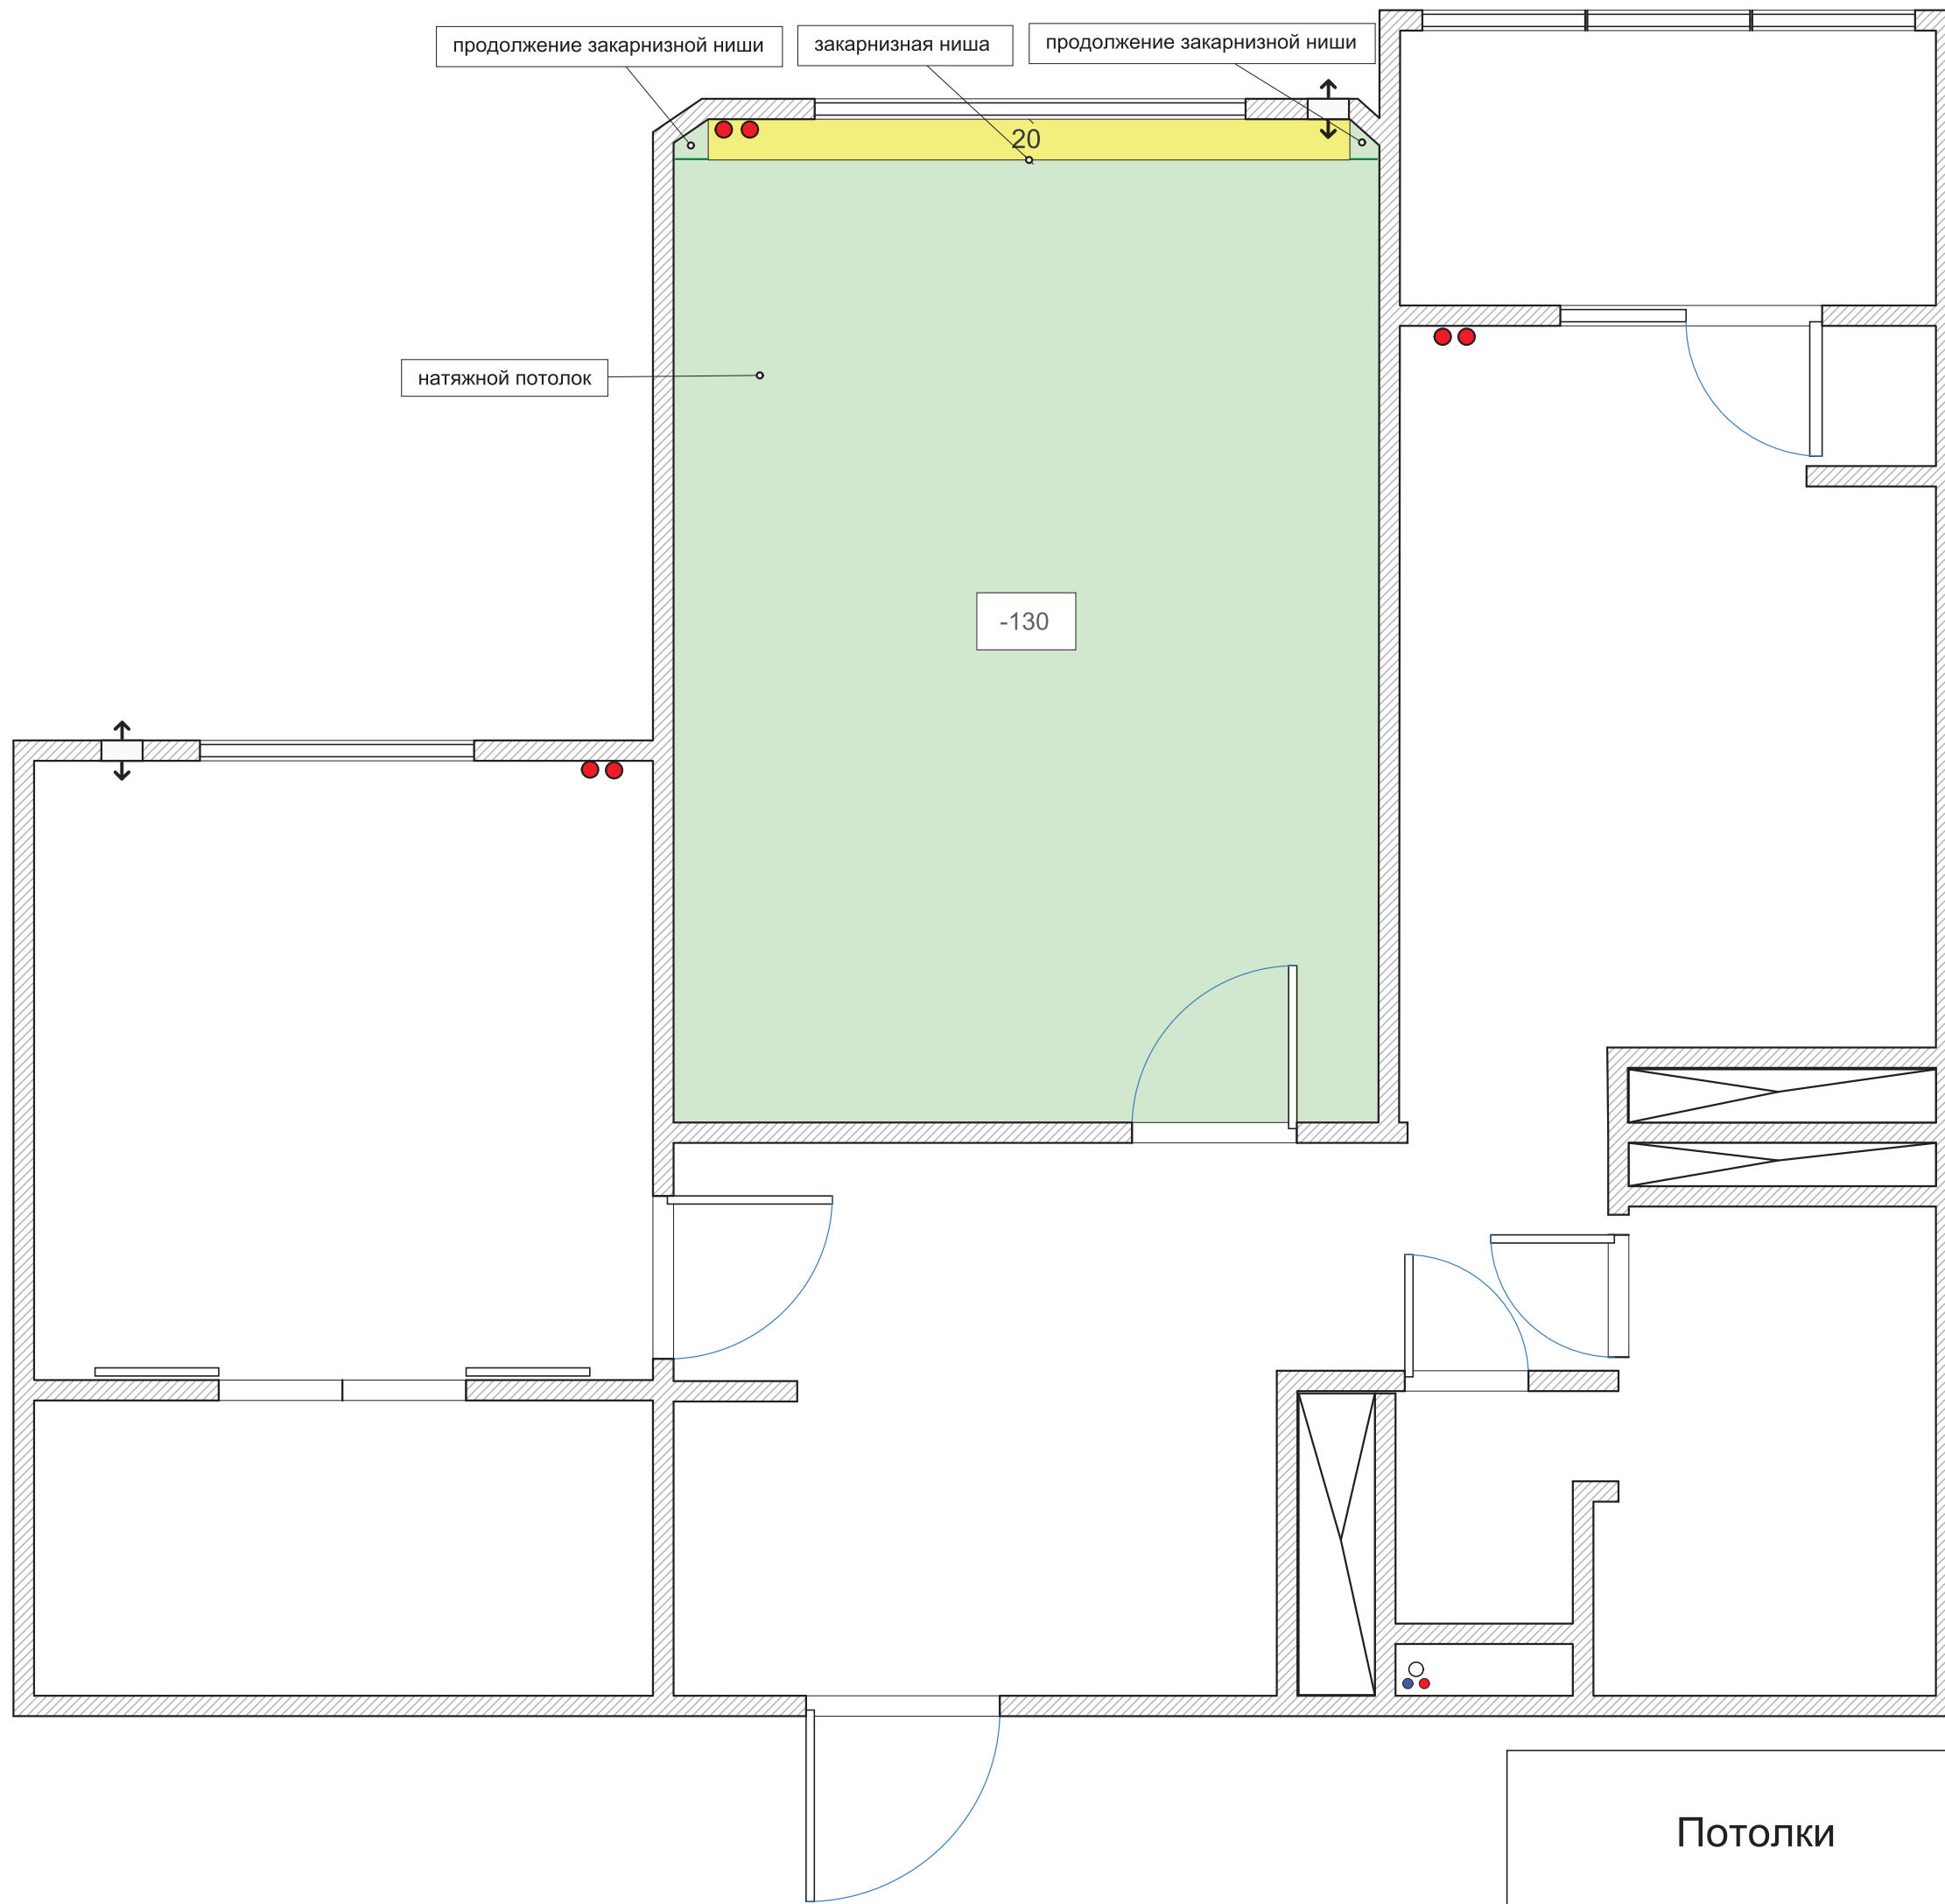 продолжение закарнизной ниши
закарнизная ниша
продолжение закарнизной ниши
20
натяжной потолок
-130
Потолки